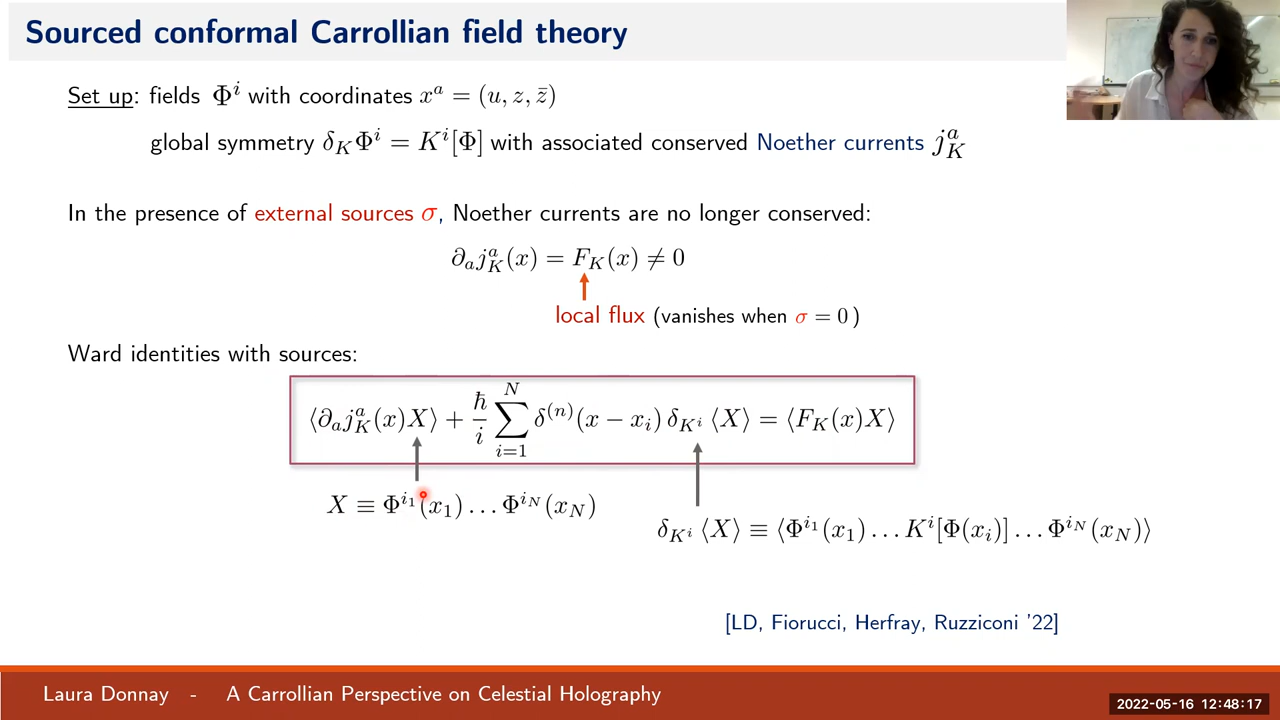 Sourced conformal Carrollian field theory
Set up: fields Φ^i with coordinates x^a = (u, z, z̄)
global symmetry δ_K Φ^i = K^i[Φ] with associated conserved Noether currents j^a_K
In the presence of external sources σ, Noether currents are no longer conserved:
∂_a j^a_K(x) = F_K(x) ≠ 0
local flux (vanishes when σ = 0)
Ward identities with sources:
⟨∂_a j^a_K(x)X⟩ + ħ/i ∑_{i=1}^{N} δ^{(n)}(x − x_i) δ_{K^i} ⟨X⟩ = ⟨F_K(x)X⟩
X ≡ Φ^{i_1}(x_1) … Φ^{i_N}(x_N)
δ_{K^i} ⟨X⟩ ≡ ⟨Φ^{i_1}(x_1) … K^i[Φ(x_i)] … Φ^{i_N}(x_N)⟩
[LD, Fiorucci, Herfray, Ruzziconi '22]
Laura Donnay - A Carrollian Perspective on Celestial Holography
2022-05-16 12:48:17